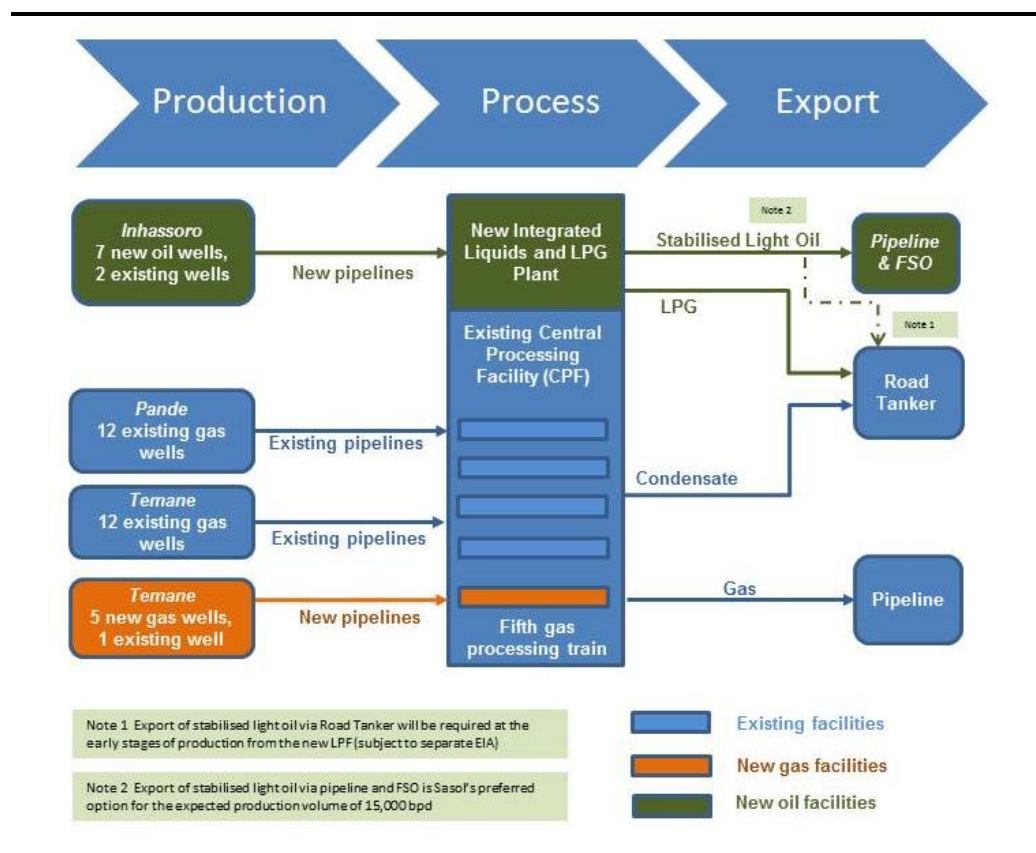 Production
Process
Export
Inhassoro
7 new oil wells,
2 existing wells
New pipelines
New Integrated
Liquids and LPG
Plant
Note 2
Stabilised Light Oil
Pipeline
& FSO
LPG
Note 1
Existing Central
Processing
Facility (CPF)
Road
Tanker
Pande
12 existing gas
wells
Existing pipelines
Condensate
Temane
12 existing gas
wells
Existing pipelines
Temane
5 new gas wells,
1 existing well
New pipelines
Fifth gas
processing train
Gas
Pipeline
Note 1 Export of stabilised light oil via Road Tanker will be required at the
early stages of production from the new LPF (subject to separate EIA)
Note 2 Export of stabilised light oil via pipeline and FSO is Sasol's preferred
option for the expected production volume of 15,000 bpd
Existing facilities
New gas facilities
New oil facilities